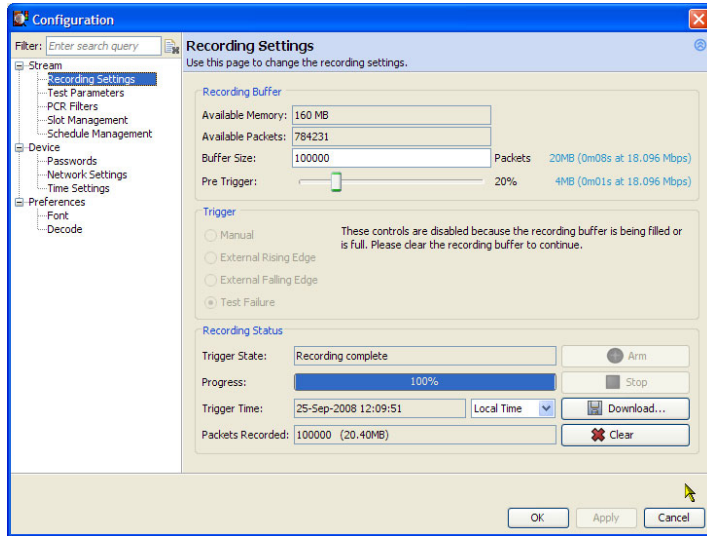 Configuration
Filter: Enter search query
Stream
Recording Settings
Test Parameters
PCR Filters
Slot Management
Schedule Management
Device
Passwords
Network Settings
Time Settings
Preferences
Font
Decode
Recording Settings
Use this page to change the recording settings.
Recording Buffer
Available Memory: 160 MB
Available Packets: 784231
Buffer Size: 100000 Packets 20MB (0m08s at 18.096 Mbps)
Pre Trigger: 20% 4MB (0m01s at 18.096 Mbps)
Trigger
Manual
External Rising Edge
External Falling Edge
Test Failure
These controls are disabled because the recording buffer is being filled or
is full. Please clear the recording buffer to continue.
Recording Status
Trigger State: Recording complete Arm
Progress: 100% Stop
Trigger Time: 25-Sep-2008 12:09:51 Local Time Download...
Packets Recorded: 100000 (20.40MB) Clear
OK Apply Cancel